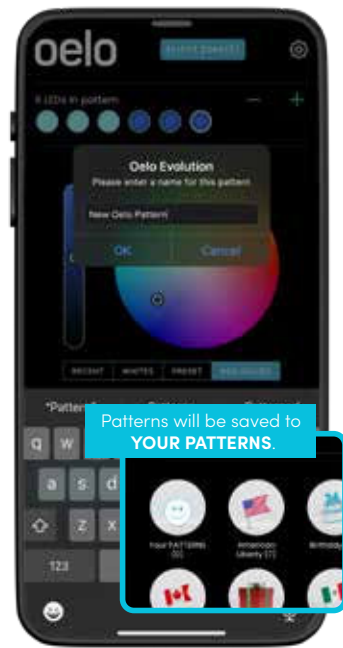 oelo
6 LEDs in pattern
Oelo Evolution
Please enter a name for this pattern
New Oelo Pattern
OK Cancel
RECENT WHITES PRESET
Patterns will be saved to
YOUR PATTERNS.
q w
a s d
z x
123
Your PATTERNS
American
Liberty
Birthday